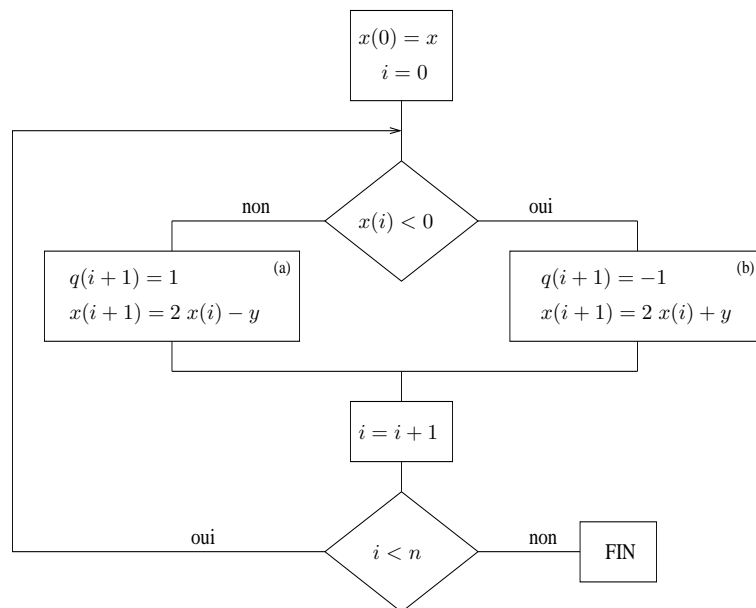 x(0) = x
i = 0
non
x(i) < 0
oui
(a)
q(i + 1) = 1
x(i + 1) = 2 x(i) − y
(b)
q(i + 1) = −1
x(i + 1) = 2 x(i) + y
i = i + 1
oui
i < n
non
FIN